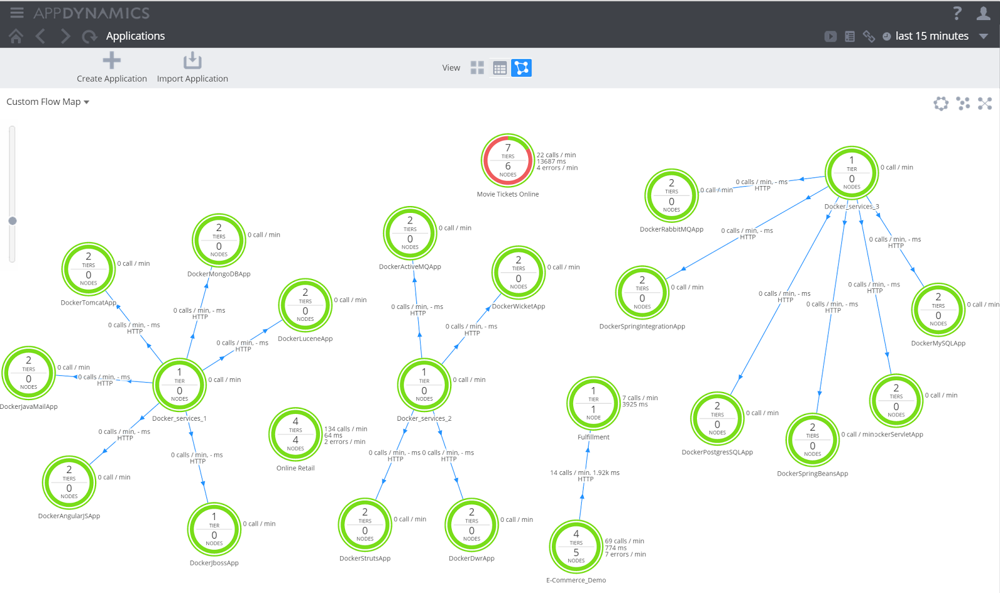 APPDYNAMICS
?
Applications
last 15 minutes
Create Application
Import Application
View
Custom Flow Map
7
TIERS
6
NODES
22 calls / min
13687 ms
4 errors / min
Movie Tickets Online
1
TIER
0
NODES
0 call / min
Docker_services_3
2
TIERS
0
NODES
0 call / min
DockerRabbitMQApp
0 calls / min, - ms
HTTP
0 calls / min, - ms
HTTP
0 calls / min, - ms
HTTP
0 calls / min, - ms
HTTP
0 calls / min, - ms
HTTP
0 calls / min, - ms
HTTP
2
TIERS
0
NODES
0 call / min
DockerMongoDBApp
2
TIERS
0
NODES
0 call / min
DockerTomcatApp
2
TIERS
0
NODES
0 call / min
DockerLuceneApp
0 calls / min, - ms
HTTP
0 calls / min, - ms
HTTP
0 calls / min, - ms
HTTP
2
TIERS
0
NODES
0 call / min
DockerJavaMailApp
0 calls / min, - ms
HTTP
1
TIER
0
NODES
0 call / min
Docker_services_1
0 calls / min, - ms
HTTP
0 calls / min, - ms
HTTP
2
TIERS
0
NODES
0 call / min
DockerAngularJSApp
1
TIER
0
NODES
0 call / min
DockerJbossApp
2
TIERS
0
NODES
0 call / min
DockerActiveMQApp
2
TIERS
0
NODES
0 call / min
DockerWicketApp
0 calls / min, - ms
HTTP
0 calls / min, - ms
HTTP
1
TIER
0
NODES
0 call / min
Docker_services_2
4
TIERS
4
NODES
134 calls / min
64 ms
2 errors / min
Online Retail
0 calls / min, - ms
HTTP
0 calls / min, - ms
HTTP
2
TIERS
0
NODES
0 call / min
DockerStrutsApp
2
TIERS
0
NODES
0 call / min
DockerDwrApp
1
TIER
1
NODE
7 calls / min
3925 ms
Fulfillment
14 calls / min, 1.92k ms
HTTP
4
TIERS
5
NODES
69 calls / min
774 ms
7 errors / min
E-Commerce_Demo
2
TIERS
0
NODES
0 call / min
DockerSpringIntegrationApp
2
TIERS
0
NODES
0 call / min
DockerMySQLApp
2
TIERS
0
NODES
0 call / min
DockerPostgresSQLApp
2
TIERS
0
NODES
0 call / min
DockerSpringBeansApp
2
TIERS
0
NODES
0 call / min
ockerServletApp